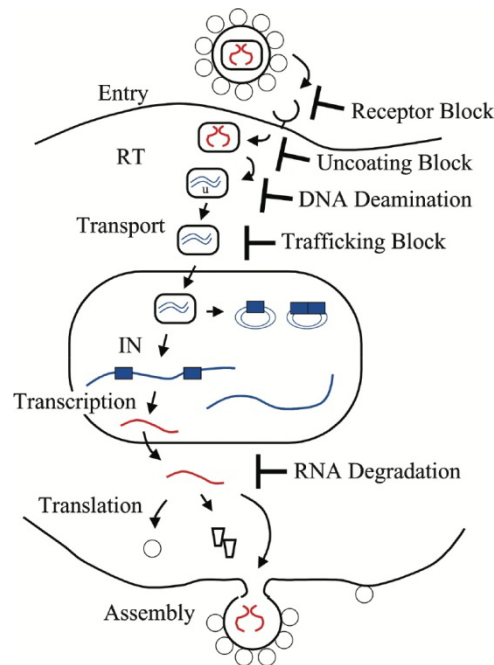 Entry
Receptor Block
RT
Uncoating Block
u
DNA Deamination
Transport
Trafficking Block
IN
Transcription
RNA Degradation
Translation
Assembly